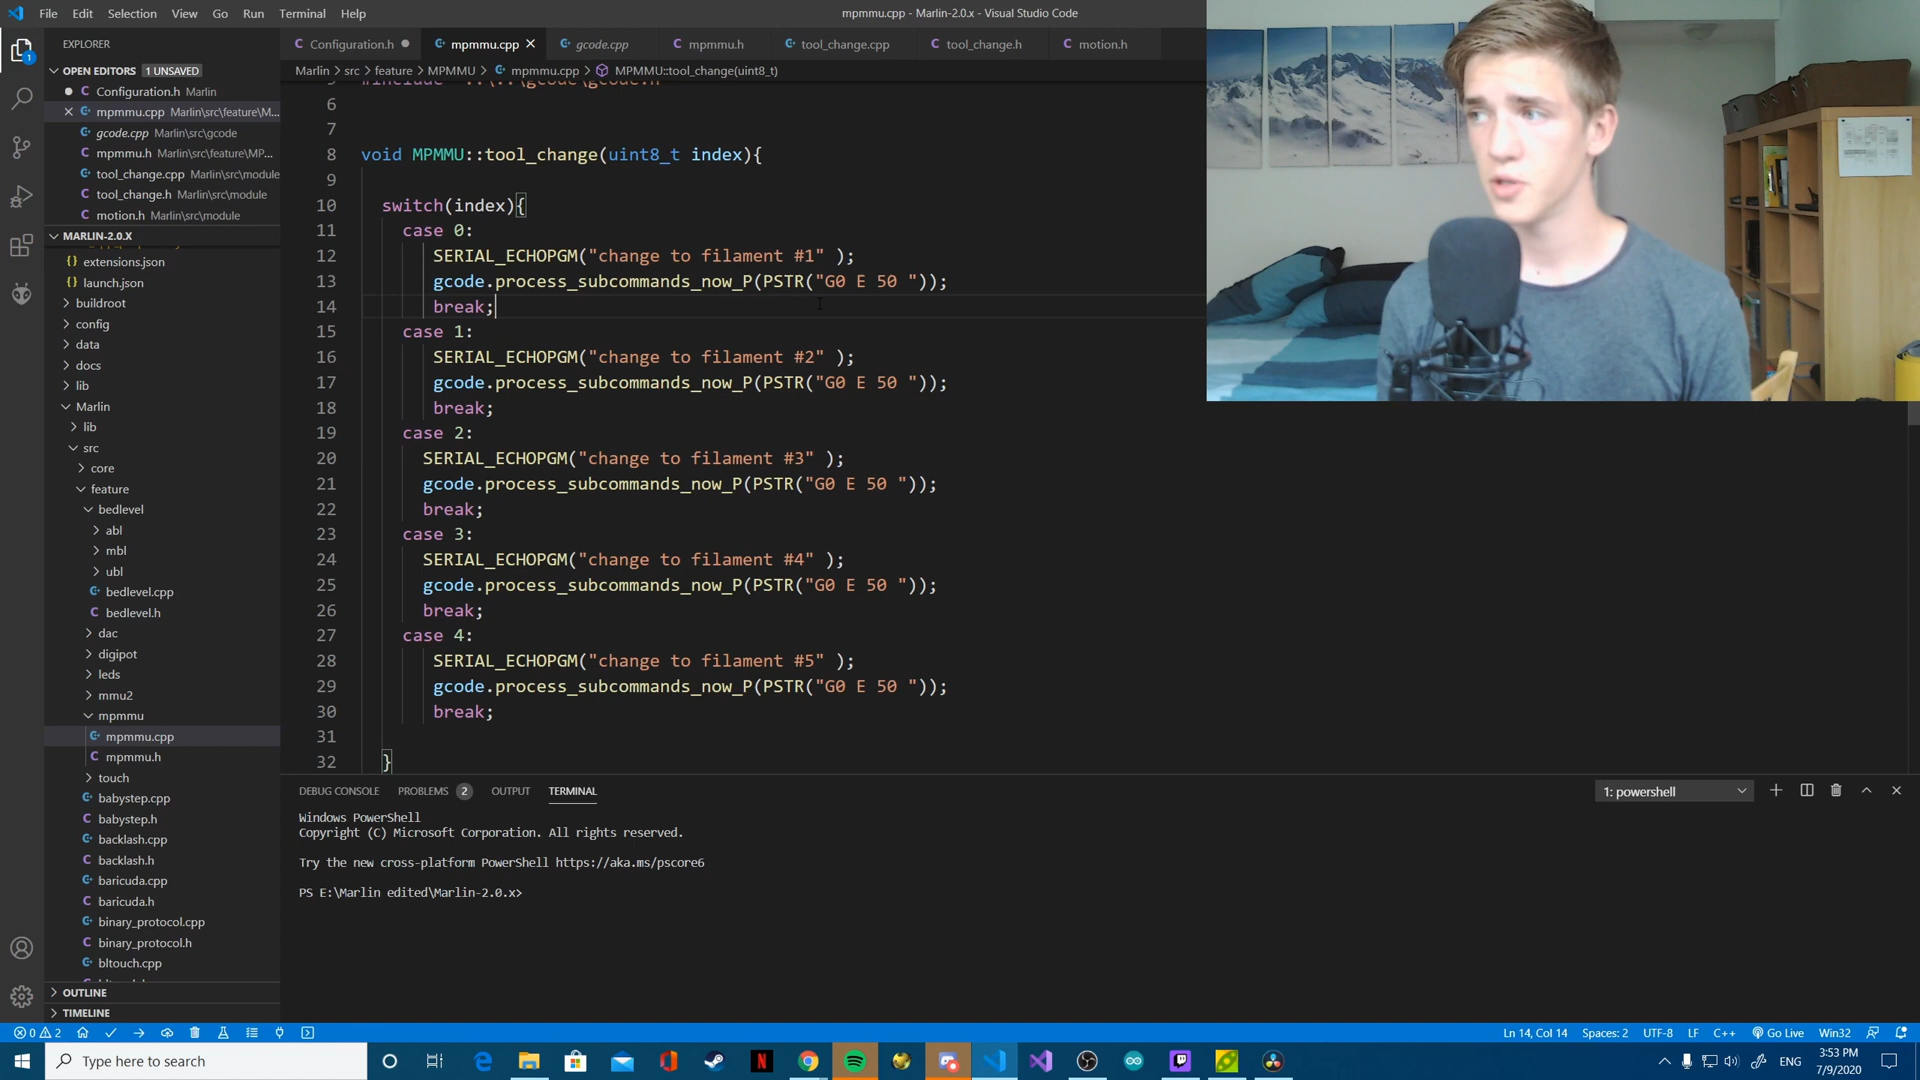 File Edit Selection View Go Run Terminal Help
mpmmu.cpp - Marlin-2.0.x - Visual Studio Code
EXPLORER
Configuration.h
mpmmu.cpp
gcode.cpp
mpmmu.h
tool_change.cpp
tool_change.h
motion.h
Marlin > src > feature > MPMMU > mpmmu.cpp > MPMMU::tool_change(uint8_t)
OPEN EDITORS 1 UNSAVED
Configuration.h Marlin
mpmmu.cpp Marlin\src\feature\M...
gcode.cpp Marlin\src\gcode
mpmmu.h Marlin\src\feature\MP...
tool_change.cpp Marlin\src\module
tool_change.h Marlin\src\module
motion.h Marlin\src\module
MARLIN-2.0.X
extensions.json
launch.json
buildroot
config
data
docs
lib
Marlin
lib
src
core
feature
bedlevel
abl
mbl
ubl
bedlevel.cpp
bedlevel.h
dac
digipot
leds
mmu2
mpmmu
mpmmu.cpp
mpmmu.h
touch
babystep.cpp
babystep.h
backlash.cpp
backlash.h
baricuda.cpp
baricuda.h
binary_protocol.cpp
binary_protocol.h
bltouch.cpp
OUTLINE
TIMELINE
6
7
8 void MPMMU::tool_change(uint8_t index){
9
10 switch(index){
11 case 0:
12 SERIAL_ECHOPGM("change to filament #1" );
13 gcode.process_subcommands_now_P(PSTR("G0 E 50 "));
14 break;
15 case 1:
16 SERIAL_ECHOPGM("change to filament #2" );
17 gcode.process_subcommands_now_P(PSTR("G0 E 50 "));
18 break;
19 case 2:
20 SERIAL_ECHOPGM("change to filament #3" );
21 gcode.process_subcommands_now_P(PSTR("G0 E 50 "));
22 break;
23 case 3:
24 SERIAL_ECHOPGM("change to filament #4" );
25 gcode.process_subcommands_now_P(PSTR("G0 E 50 "));
26 break;
27 case 4:
28 SERIAL_ECHOPGM("change to filament #5" );
29 gcode.process_subcommands_now_P(PSTR("G0 E 50 "));
30 break;
31
32 }
DEBUG CONSOLE PROBLEMS 2 OUTPUT TERMINAL
1: powershell
Windows PowerShell
Copyright (C) Microsoft Corporation. All rights reserved.
Try the new cross-platform PowerShell https://aka.ms/pscore6
PS E:\Marlin edited\Marlin-2.0.x>
0 2
Ln 14, Col 14 Spaces: 2 UTF-8 LF C++ Go Live Win32
Type here to search
ENG
3:53 PM
7/9/2020